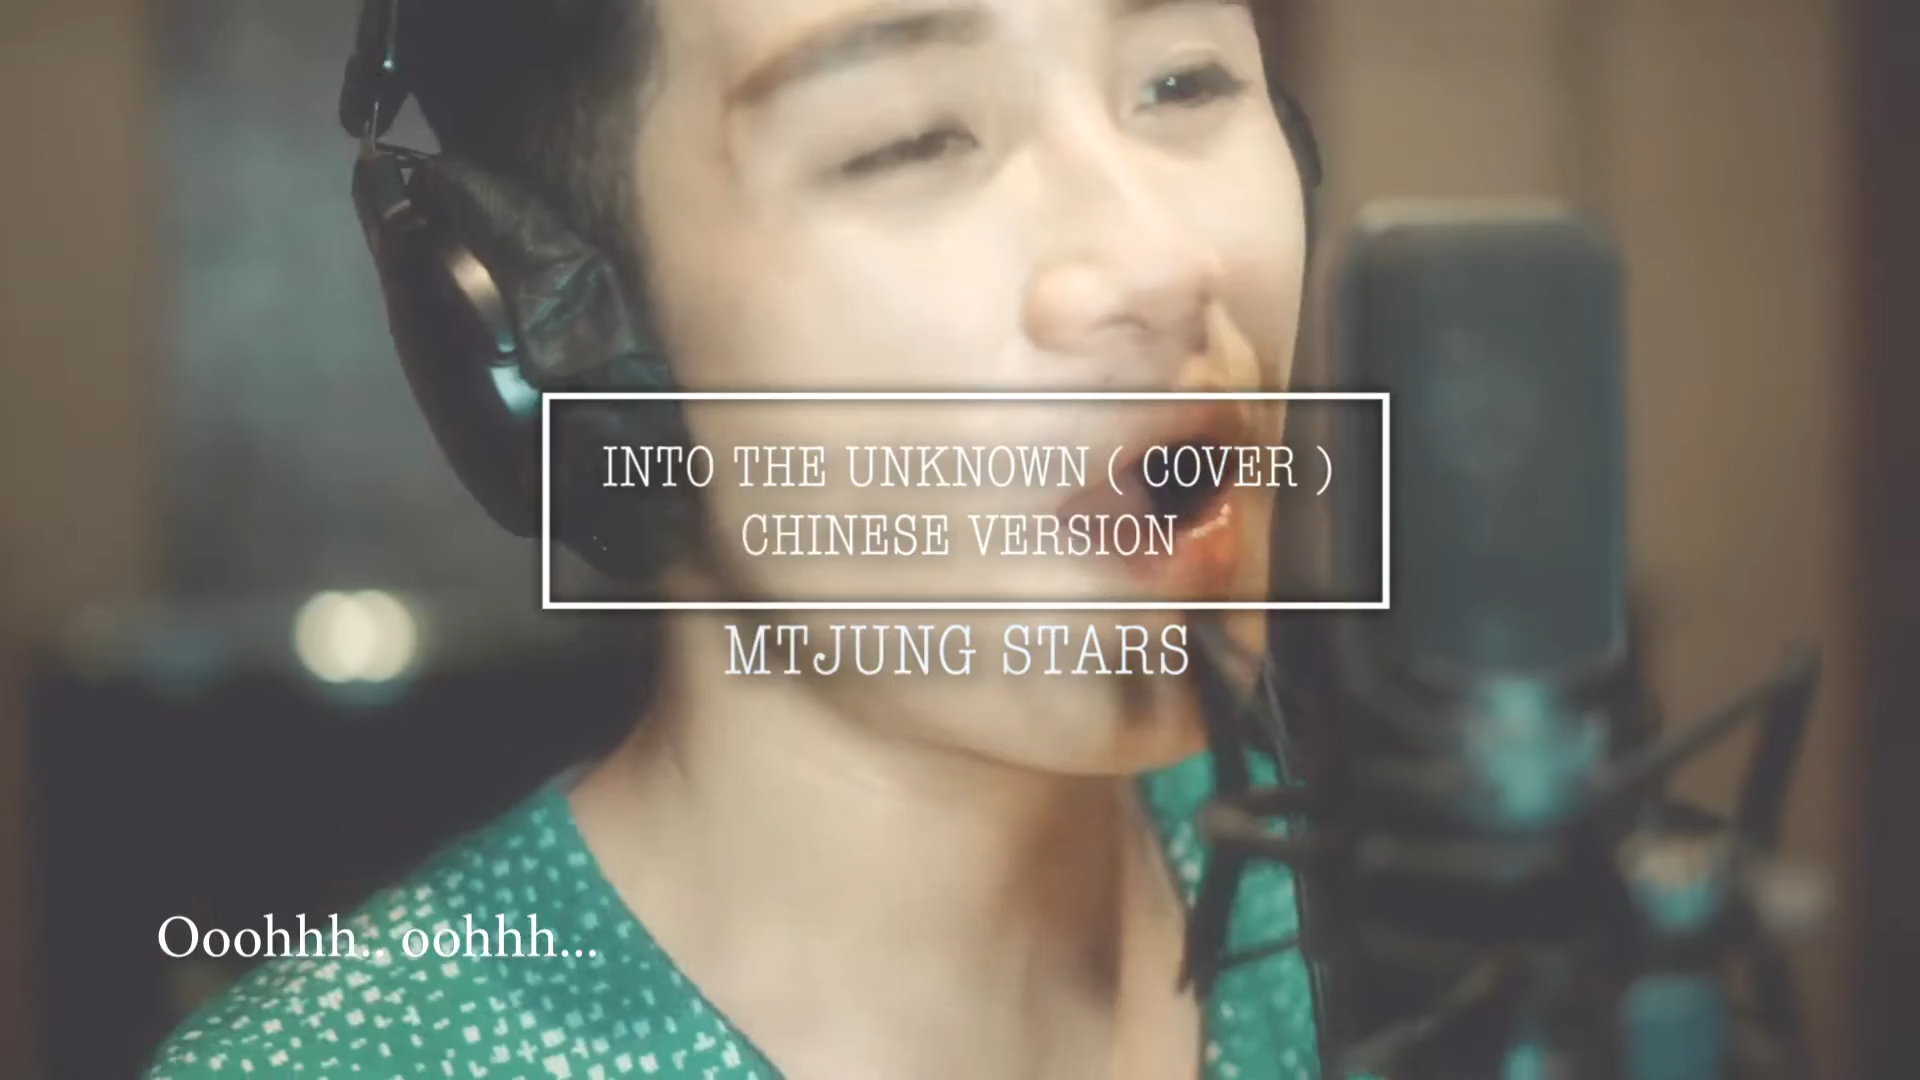 INTO THE UNKNOWN ( COVER )
CHINESE VERSION
MTJUNG STARS
Ooohhh.. oohhh...